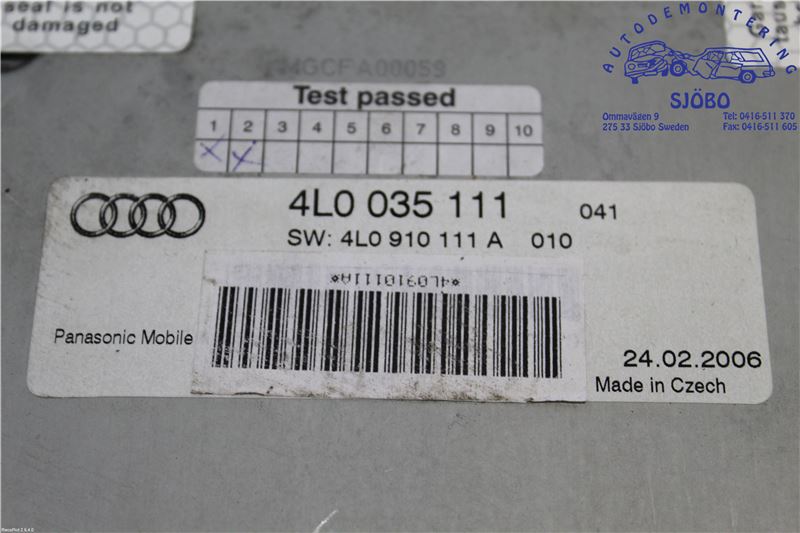 seal is not
damaged
AUTODEMONTERING
SJÖBO
Ommavägen 9
275 33 Sjöbo Sweden
Tel: 0416-511 370
Fax: 0416-511 605
Test passed
1 2 3 4 5 6 7 8 9 10
4L0 035 111 041
SW: 4L0 910 111 A 010
*4L0910111A*
Panasonic Mobile
24.02.2006
Made in Czech